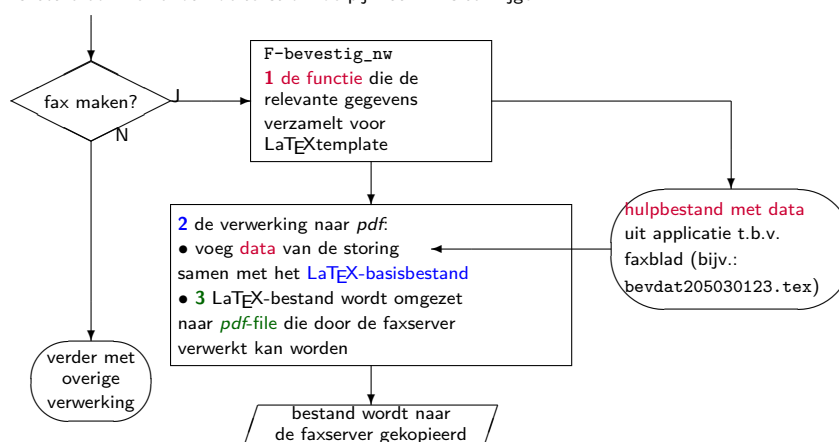 fax maken?
J
N
F-bevestig_nw
1 de functie die de
relevante gegevens
verzamelt voor
LaTEXtemplate
2 de verwerking naar pdf:
• voeg data van de storing
samen met het LaTEX-basisbestand
• 3 LaTEX-bestand wordt omgezet
naar pdf-file die door de faxserver
verwerkt kan worden
hulpbestand met data
uit applicatie t.b.v.
faxblad (bijv.:
bevdat205030123.tex)
verder met
overige
verwerking
bestand wordt naar
de faxserver gekopieerd